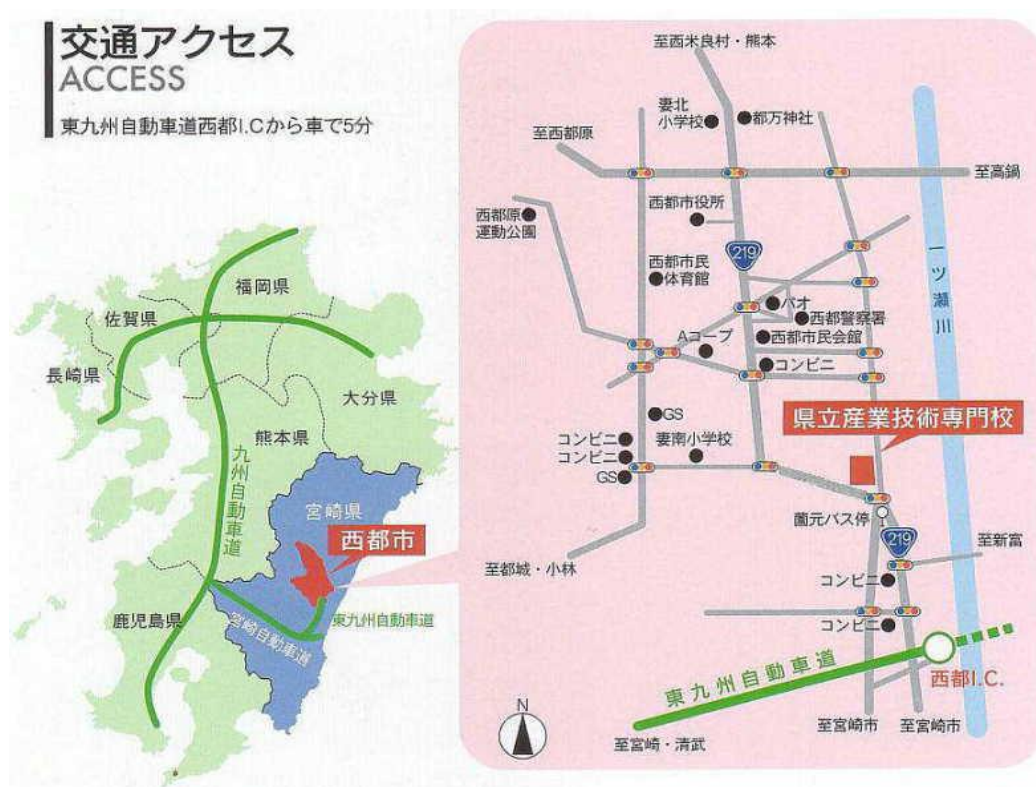 交通アクセス
ACCESS
東九州自動車道西都I.Cから車で5分
福岡県
佐賀県
長崎県
大分県
熊本県
九州自動車道
宮崎県
西都市
鹿児島県
宮崎自動車道
東九州自動車道
至西米良村・熊本
妻北
小学校
都万神社
至西都原
至高鍋
西都市役所
西都原
運動公園
219
一ツ瀬川
西都市民
体育館
パオ
西都警察署
Aコープ
西都市民会館
コンビニ
県立産業技術専門校
GS
コンビニ
妻南小学校
コンビニ
GS
薗元バス停
219
至新富
至都城・小林
コンビニ
コンビニ
東九州自動車道
西都I.C.
N
至宮崎・清武
至宮崎市
至宮崎市